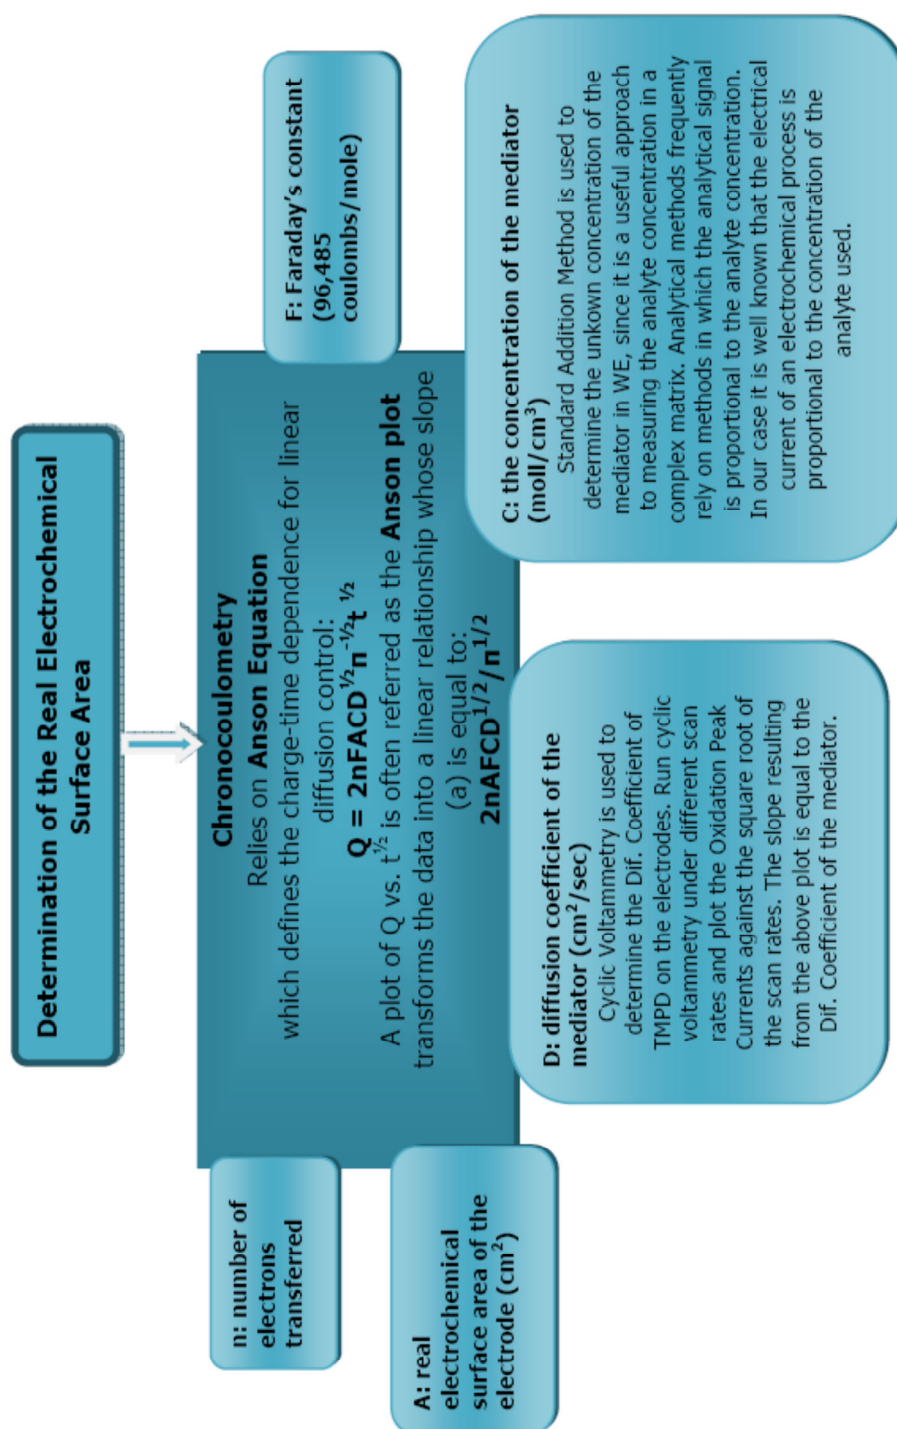 Determination of the Real Electrochemical
Surface Area
Chronocoulometry
Relies on Anson Equation
which defines the charge-time dependence for linear
diffusion control:
Q = 2nFACD^½n^-½t^½
A plot of Q vs. t^½ is often referred as the Anson plot
transforms the data into a linear relationship whose slope
(a) is equal to:
2nAFCD^1/2/n^1/2
n: number of
electrons
transferred
F: Faraday's constant
(96,485
coulombs/mole)
A: real
electrochemical
surface area of the
electrode (cm²)
D: diffusion coefficient of the
mediator (cm²/sec)
Cyclic Voltammetry is used to
determine the Dif. Coefficient of
TMPD on the electrodes. Run cyclic
voltammetry under different scan
rates and plot the Oxidation Peak
Currents against the square root of
the scan rates. The slope resulting
from the above plot is equal to the
Dif. Coefficient of the mediator.
C: the concentration of the mediator
(moll/cm³)
Standard Addition Method is used to
determine the unkown concentration of the
mediator in WE, since it is a useful approach
to measuring the analyte concentration in a
complex matrix. Analytical methods frequently
rely on methods in which the analytical signal
is proportional to the analyte concentration.
In our case it is well known that the electrical
current of an electrochemical process is
proportional to the concentration of the
analyte used.